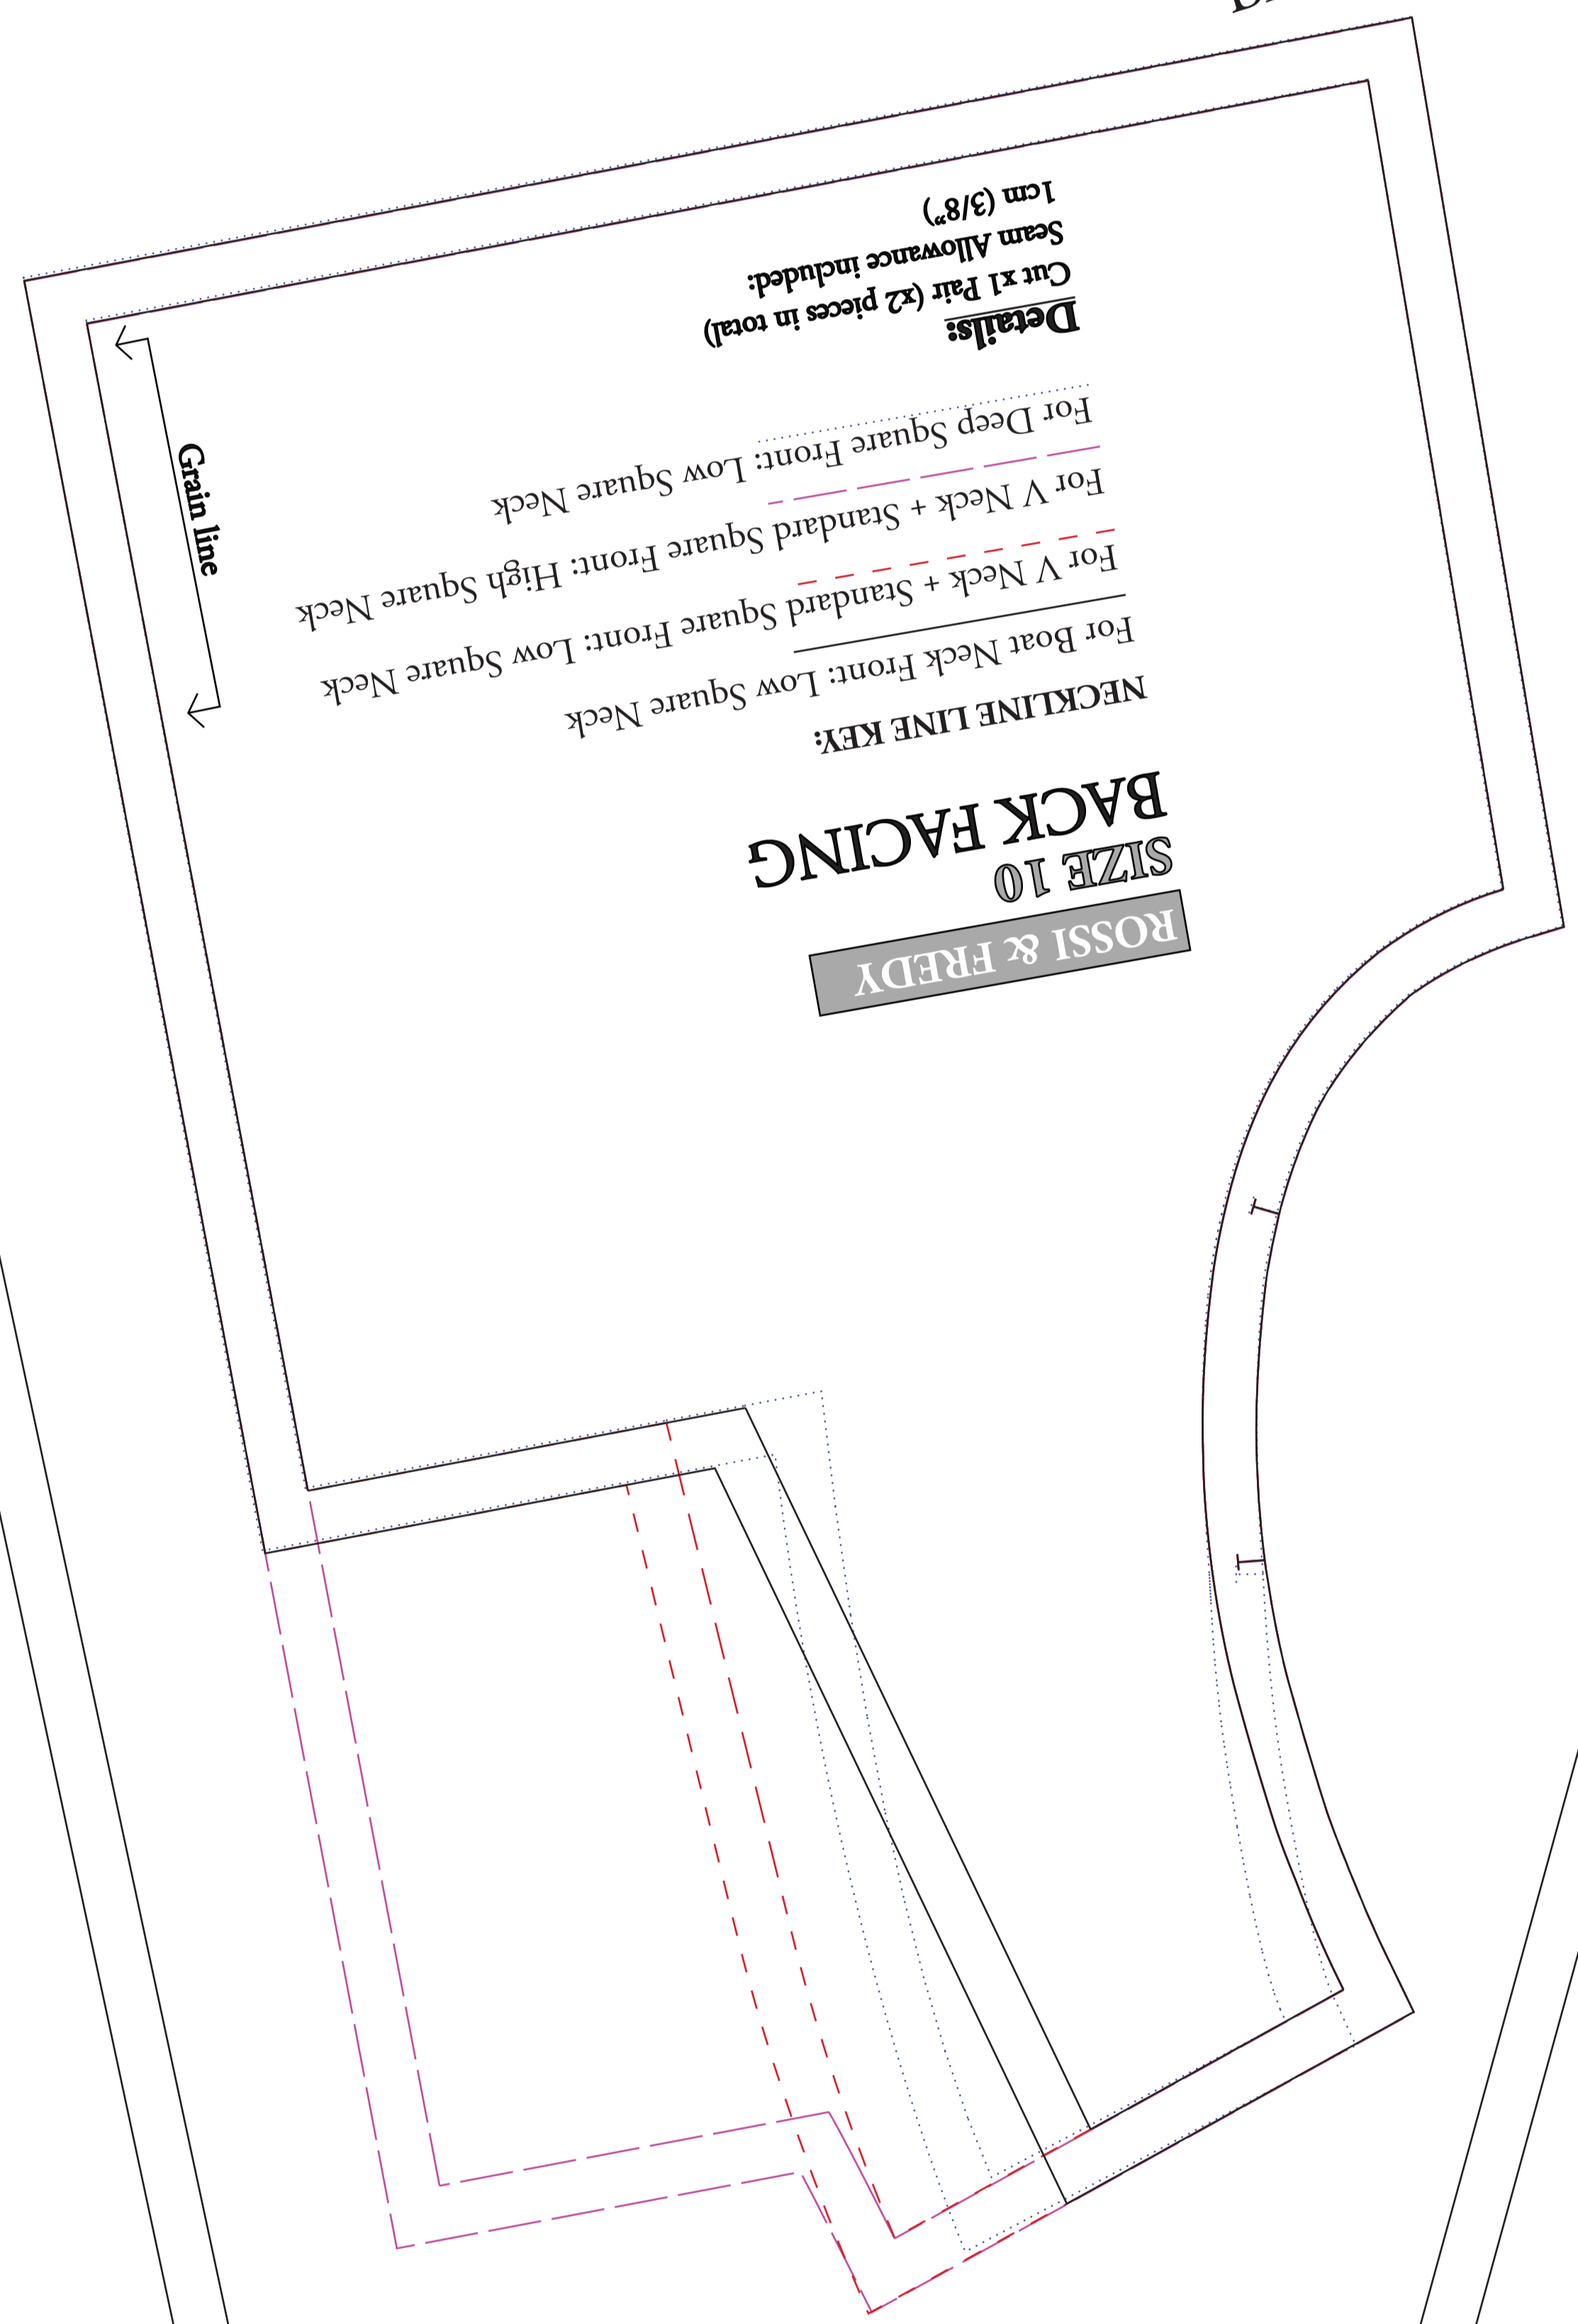 ROSSI & FREDY
SIZE 10
BACK FACING
NECKLINE LINE KEY:
For Boat Neck Front: Low Square Neck
For V Neck + Standard Square Front: Low Square Neck
For V Neck + Standard Square Front: High Square Neck
For Deep Square Front: Low Square Neck
Details:
Cut x1 Pair (x2 pieces in total)
Seam Allowance included:
1cm (3/8”)
Grain line